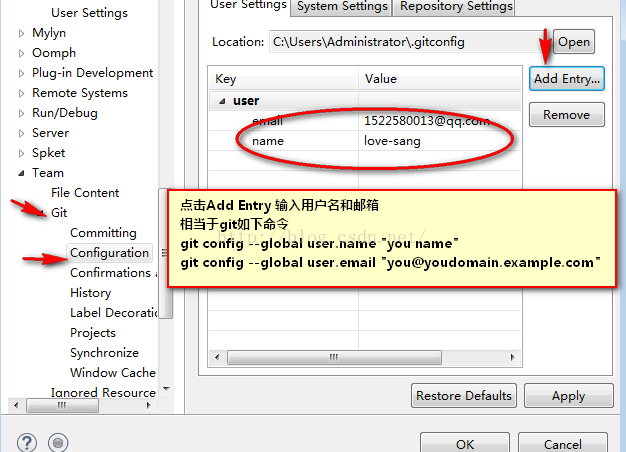 User Settings
Mylyn
Oomph
Plug-in Development
Remote Systems
Run/Debug
Server
Spket
Team
File Content
Git
Committing
Configuration
Confirmations a
History
Label Decoratio
Projects
Synchronize
Window Cache
Ignored Resource
User Settings
System Settings
Repository Settings
Location:
C:\Users\Administrator\.gitconfig
Open
Key
Value
Add Entry...
Remove
user
email
1522580013@qq.com
name
love-sang
点击Add Entry 输入用户名和邮箱
相当于git如下命令
http://blog.csdn.net/
git config --global user.name "you name"
git config --global user.email "you@youdomain.example.com"
Restore Defaults
Apply
OK
Cancel